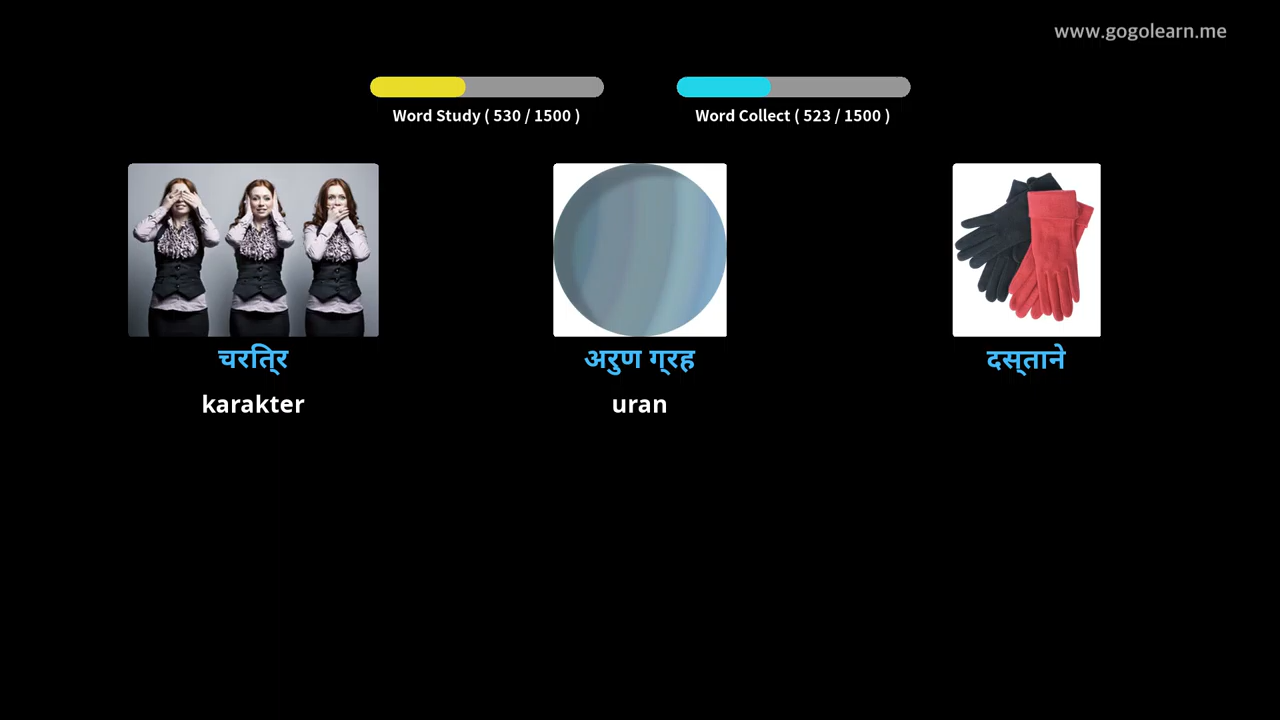 www.gogolearn.me
Word Study ( 530 / 1500 )
Word Collect ( 523 / 1500 )
चरित्र
अरुण ग्रह
दस्ताने
karakter
uran